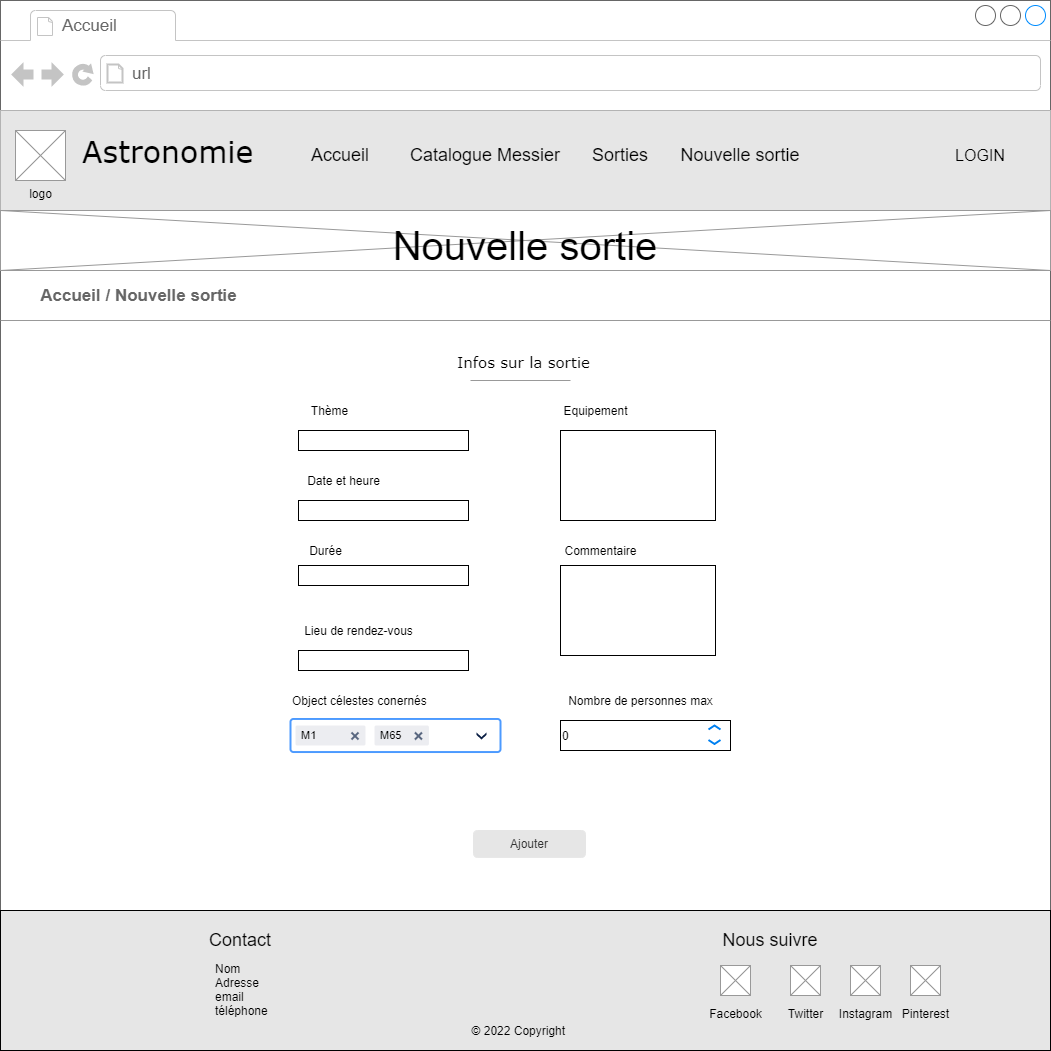 Accueil
url
Astronomie
Accueil
Catalogue Messier
Sorties
Nouvelle sortie
LOGIN
logo
Nouvelle sortie
Accueil / Nouvelle sortie
Infos sur la sortie
Thème
Equipement
Date et heure
Durée
Commentaire
Lieu de rendez-vous
Object célestes conernés
Nombre de personnes max
M1
M65
0
Ajouter
Contact
Nous suivre
Nom
Adresse
email
téléphone
Facebook
Twitter
Instagram
Pinterest
© 2022 Copyright